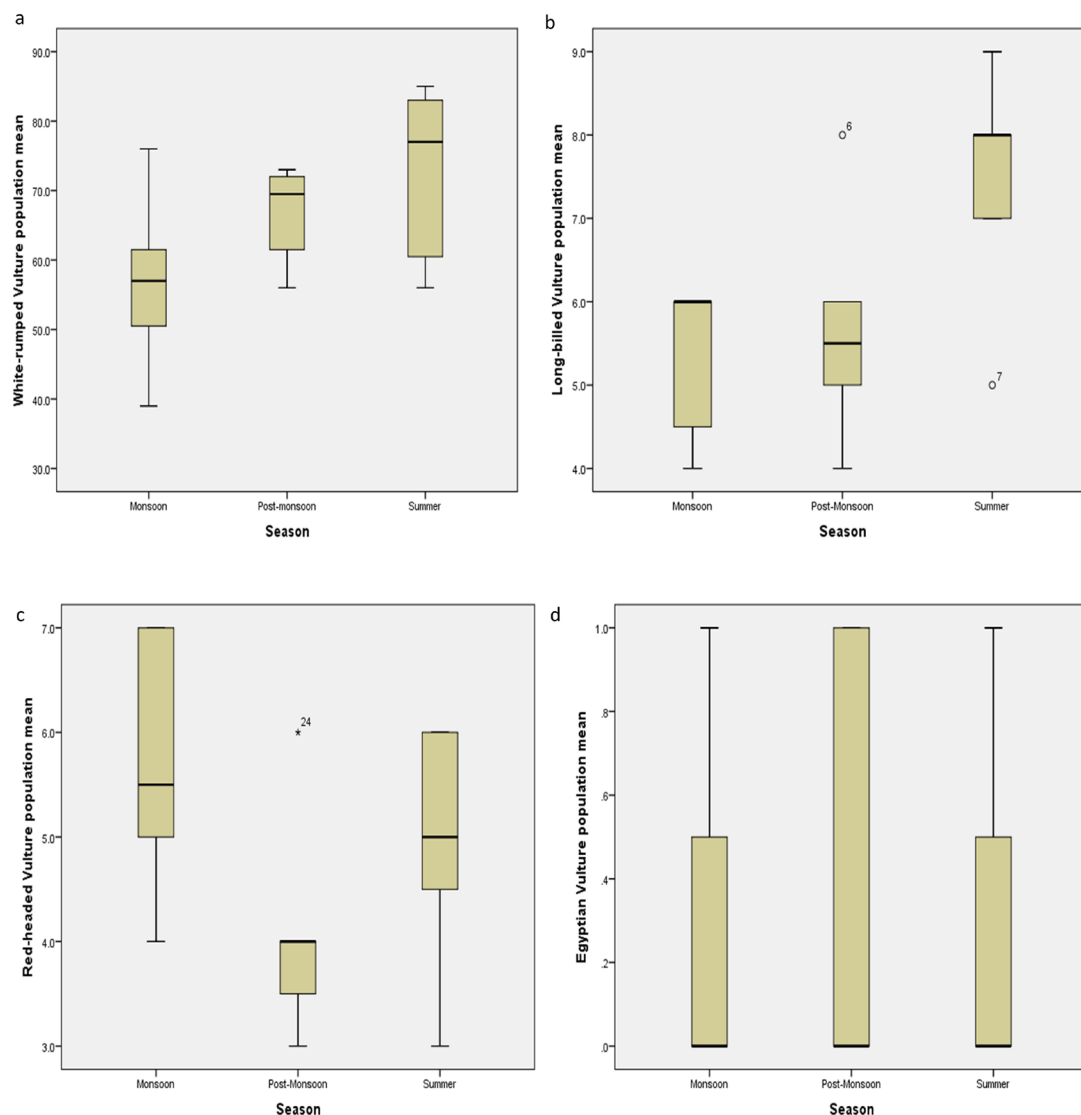 a
White-rumped Vulture population mean
90.0
80.0
70.0
60.0
50.0
40.0
30.0
Monsoon Post-monsoon Summer
Season
b
Long-billed Vulture population mean
9.0
8.0
7.0
6.0
5.0
4.0
6
7
Monsoon Post-Monsoon Summer
Season
c
Red-headed Vulture population mean
7.0
6.0
5.0
4.0
3.0
24
Monsoon Post-Monsoon Summer
Season
d
Egyptian Vulture population mean
1.0
.8
.6
.4
.2
.0
Monsoon Post-Monsoon Summer
Season